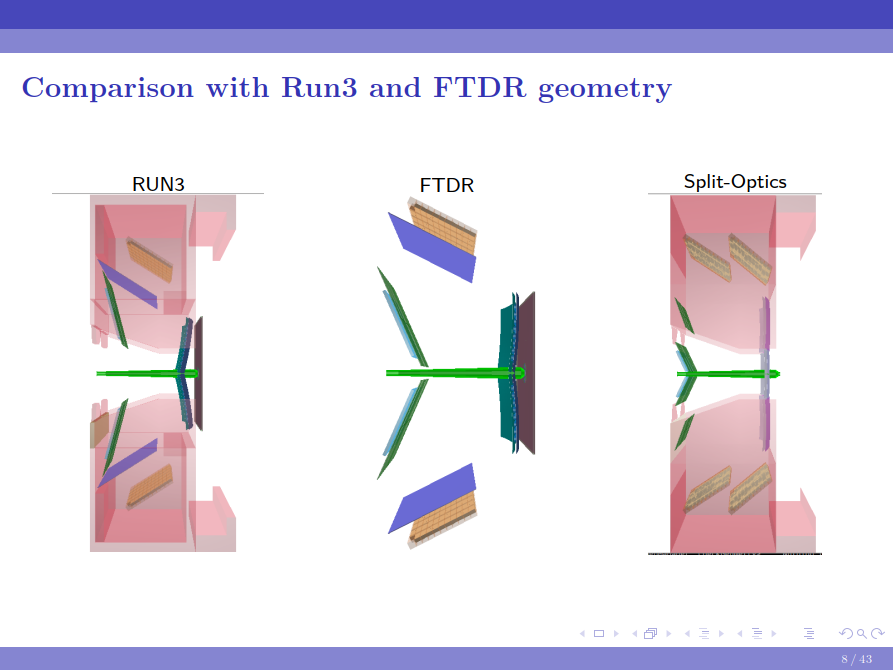 Comparison with Run3 and FTDR geometry
RUN3
FTDR
Split-Optics
8 / 43